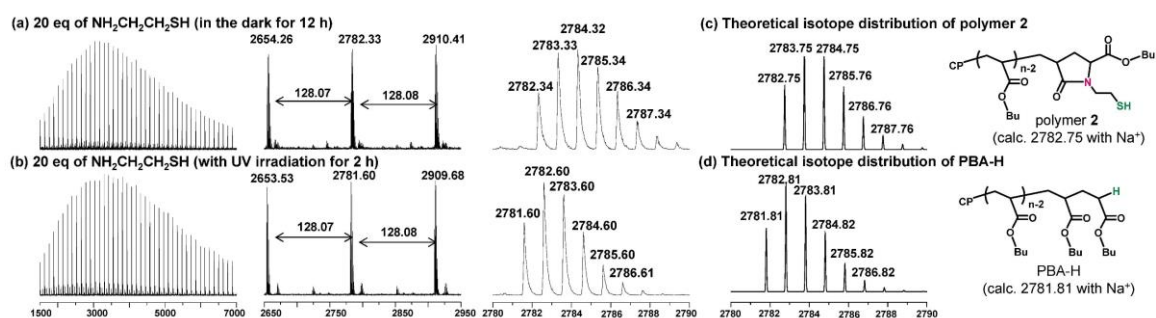 (a) 20 eq of NH₂CH₂CH₂SH (in the dark for 12 h)
2654.26 2782.33 2910.41
128.07 128.08
2784.32
2783.33
2785.34
2782.34
2786.34
2787.34
2780 2782 2784 2786 2788 2790
(b) 20 eq of NH₂CH₂CH₂SH (with UV irradiation for 2 h)
2653.53 2781.60 2909.68
128.07 128.08
1500 3000 5000 7000
2650 2750 2850 2950
2782.60
2783.60
2781.60
2784.60
2785.60
2786.61
2780 2782 2784 2786 2788 2790
(c) Theoretical isotope distribution of polymer 2
2783.75 2784.75
2782.75
2785.76
2786.76
2787.76
CP
n-2
O
O
Bu
O
N
O
O
Bu
SH
polymer 2
(calc. 2782.75 with Na⁺)
(d) Theoretical isotope distribution of PBA-H
2782.81
2783.81
2781.81
2784.82
2785.82
2786.82
2780 2782 2784 2786 2788 2790
CP
n-2
H
O
O
O
O
O
O
Bu
Bu
Bu
PBA-H
(calc. 2781.81 with Na⁺)